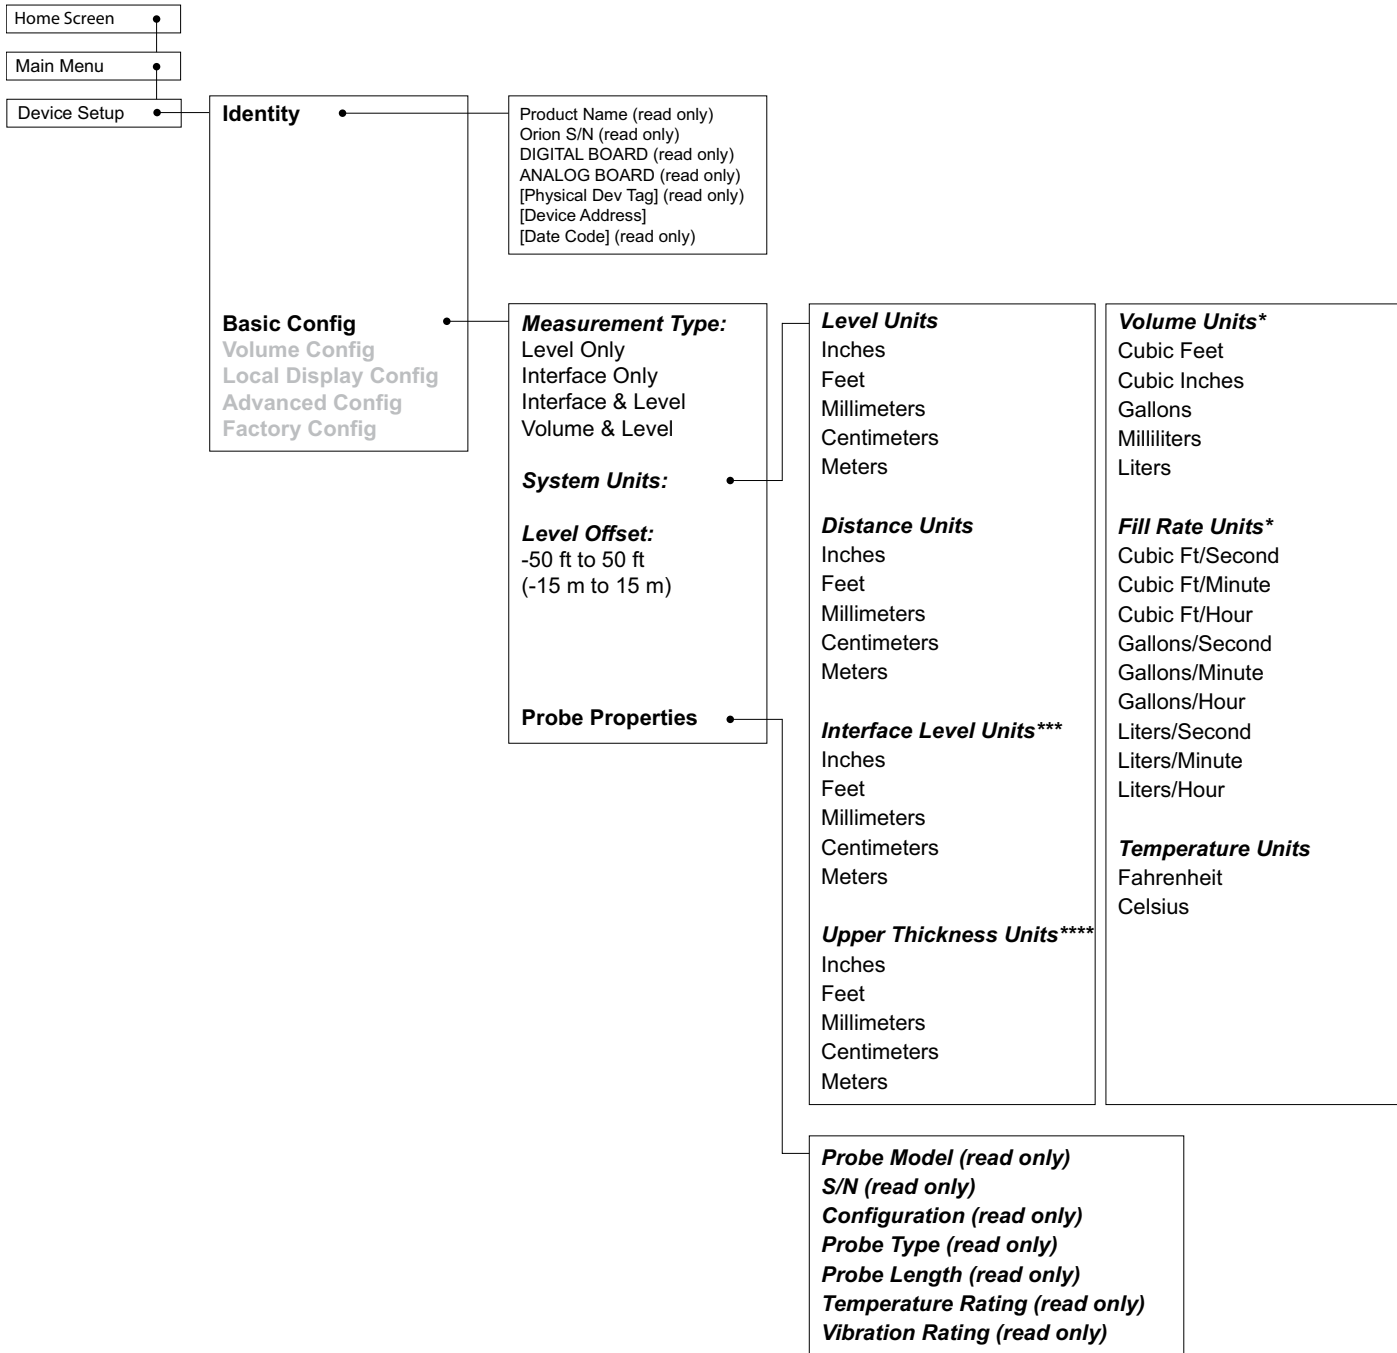 Home Screen
Main Menu
Device Setup
Identity
Product Name (read only)
Orion S/N (read only)
DIGITAL BOARD (read only)
ANALOG BOARD (read only)
[Physical Dev Tag] (read only)
[Device Address]
[Date Code] (read only)
Basic Config
Volume Config
Local Display Config
Advanced Config
Factory Config
Measurement Type:
Level Only
Interface Only
Interface & Level
Volume & Level
System Units:
Level Offset:
-50 ft to 50 ft
(-15 m to 15 m)
Probe Properties
Level Units
Inches
Feet
Millimeters
Centimeters
Meters
Distance Units
Inches
Feet
Millimeters
Centimeters
Meters
Interface Level Units***
Inches
Feet
Millimeters
Centimeters
Meters
Upper Thickness Units****
Inches
Feet
Millimeters
Centimeters
Meters
Volume Units*
Cubic Feet
Cubic Inches
Gallons
Milliliters
Liters
Fill Rate Units*
Cubic Ft/Second
Cubic Ft/Minute
Cubic Ft/Hour
Gallons/Second
Gallons/Minute
Gallons/Hour
Liters/Second
Liters/Minute
Liters/Hour
Temperature Units
Fahrenheit
Celsius
Probe Model (read only)
S/N (read only)
Configuration (read only)
Probe Type (read only)
Probe Length (read only)
Temperature Rating (read only)
Vibration Rating (read only)